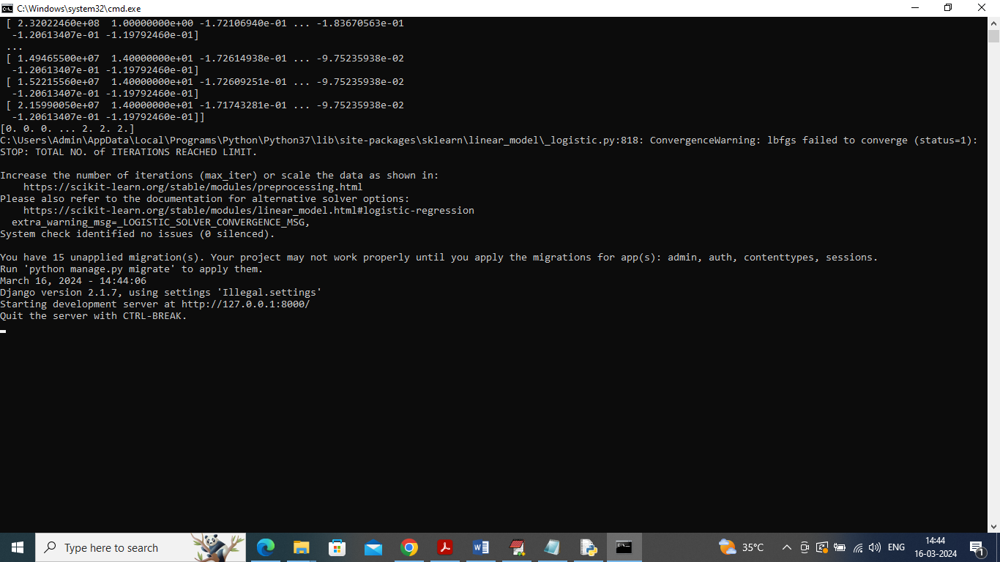 C:\Windows\system32\cmd.exe
[ 2.32022460e+08  1.00000000e+00 -1.72106940e-01 ... -1.83670563e-01
-1.20613407e-01 -1.19792460e-01]
...
[ 1.49465500e+07  1.40000000e+01 -1.72614938e-01 ... -9.75235938e-02
-1.20613407e-01 -1.19792460e-01]
[ 1.52215560e+07  1.40000000e+01 -1.72609251e-01 ... -9.75235938e-02
-1.20613407e-01 -1.19792460e-01]
[ 2.15990050e+07  1.40000000e+01 -1.71743281e-01 ... -9.75235938e-02
-1.20613407e-01 -1.19792460e-01]]
[0. 0. 0. ... 2. 2. 2.]
C:\Users\Admin\AppData\Local\Programs\Python\Python37\lib\site-packages\sklearn\linear_model\_logistic.py:818: ConvergenceWarning: lbfgs failed to converge (status=1):
STOP: TOTAL NO. of ITERATIONS REACHED LIMIT.
Increase the number of iterations (max_iter) or scale the data as shown in:
https://scikit-learn.org/stable/modules/preprocessing.html
Please also refer to the documentation for alternative solver options:
https://scikit-learn.org/stable/modules/linear_model.html#logistic-regression
extra_warning_msg=_LOGISTIC_SOLVER_CONVERGENCE_MSG,
System check identified no issues (0 silenced).
You have 15 unapplied migration(s). Your project may not work properly until you apply the migrations for app(s): admin, auth, contenttypes, sessions.
Run 'python manage.py migrate' to apply them.
March 16, 2024 - 14:44:06
Django version 2.1.7, using settings 'Illegal.settings'
Starting development server at http://127.0.0.1:8000/
Quit the server with CTRL-BREAK.
Type here to search
35°C
ENG
14:44
16-03-2024
1